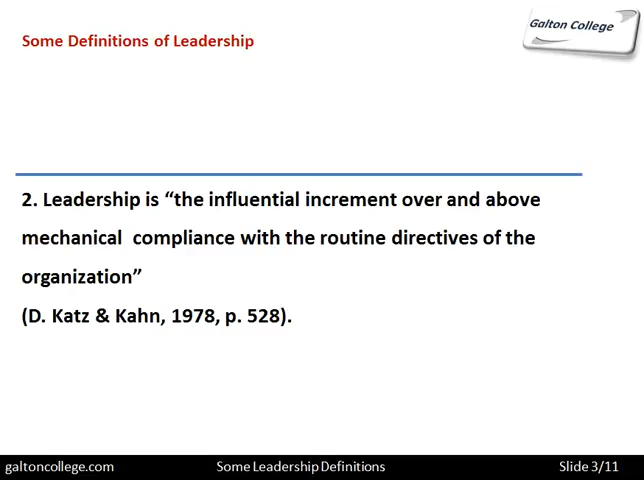 Some Definitions of Leadership
Galton College
2. Leadership is “the influential increment over and above
mechanical compliance with the routine directives of the
organization”
(D. Katz & Kahn, 1978, p. 528).
galtoncollege.com
Some Leadership Definitions
Slide 3/11